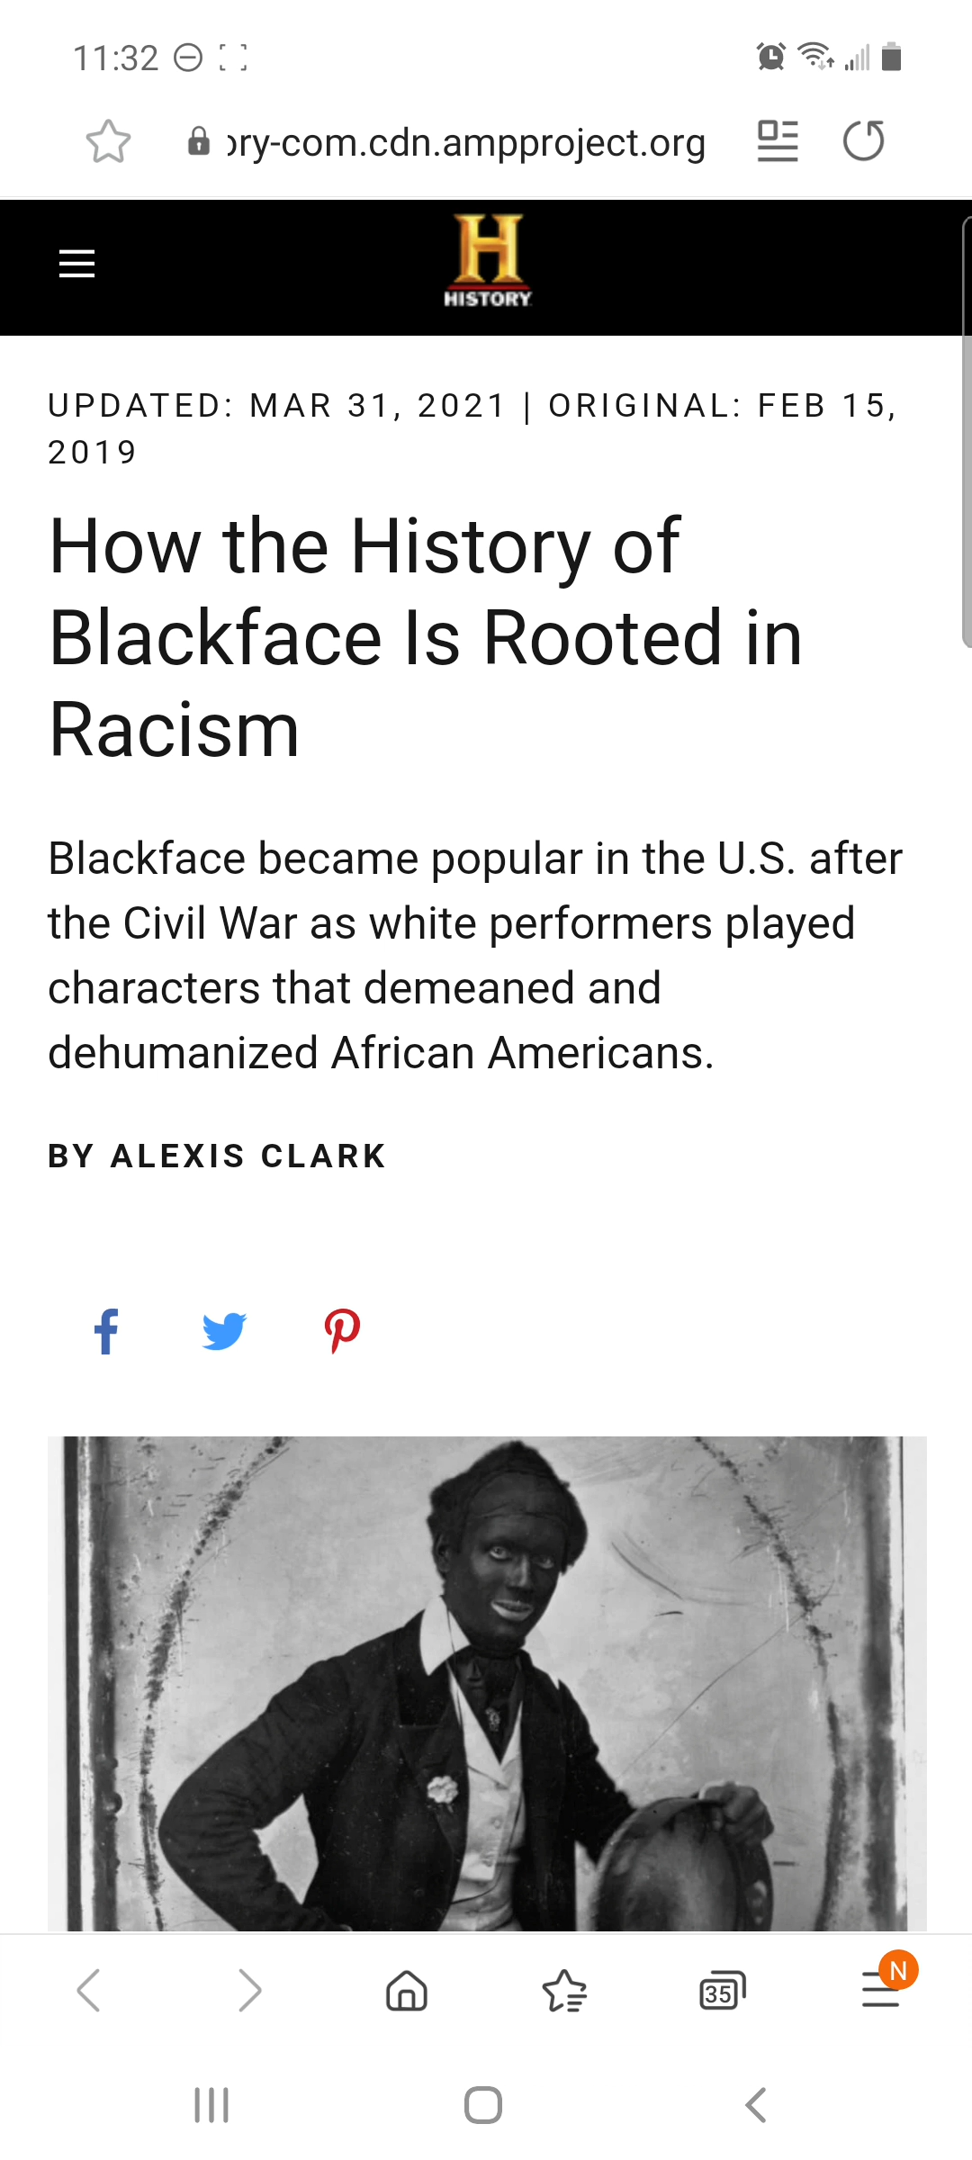 11:32
ory-com.cdn.ampproject.org
H
HISTORY
UPDATED: MAR 31, 2021 | ORIGINAL: FEB 15,
2019
How the History of
Blackface Is Rooted in
Racism
Blackface became popular in the U.S. after
the Civil War as white performers played
characters that demeaned and
dehumanized African Americans.
BY ALEXIS CLARK
35
N